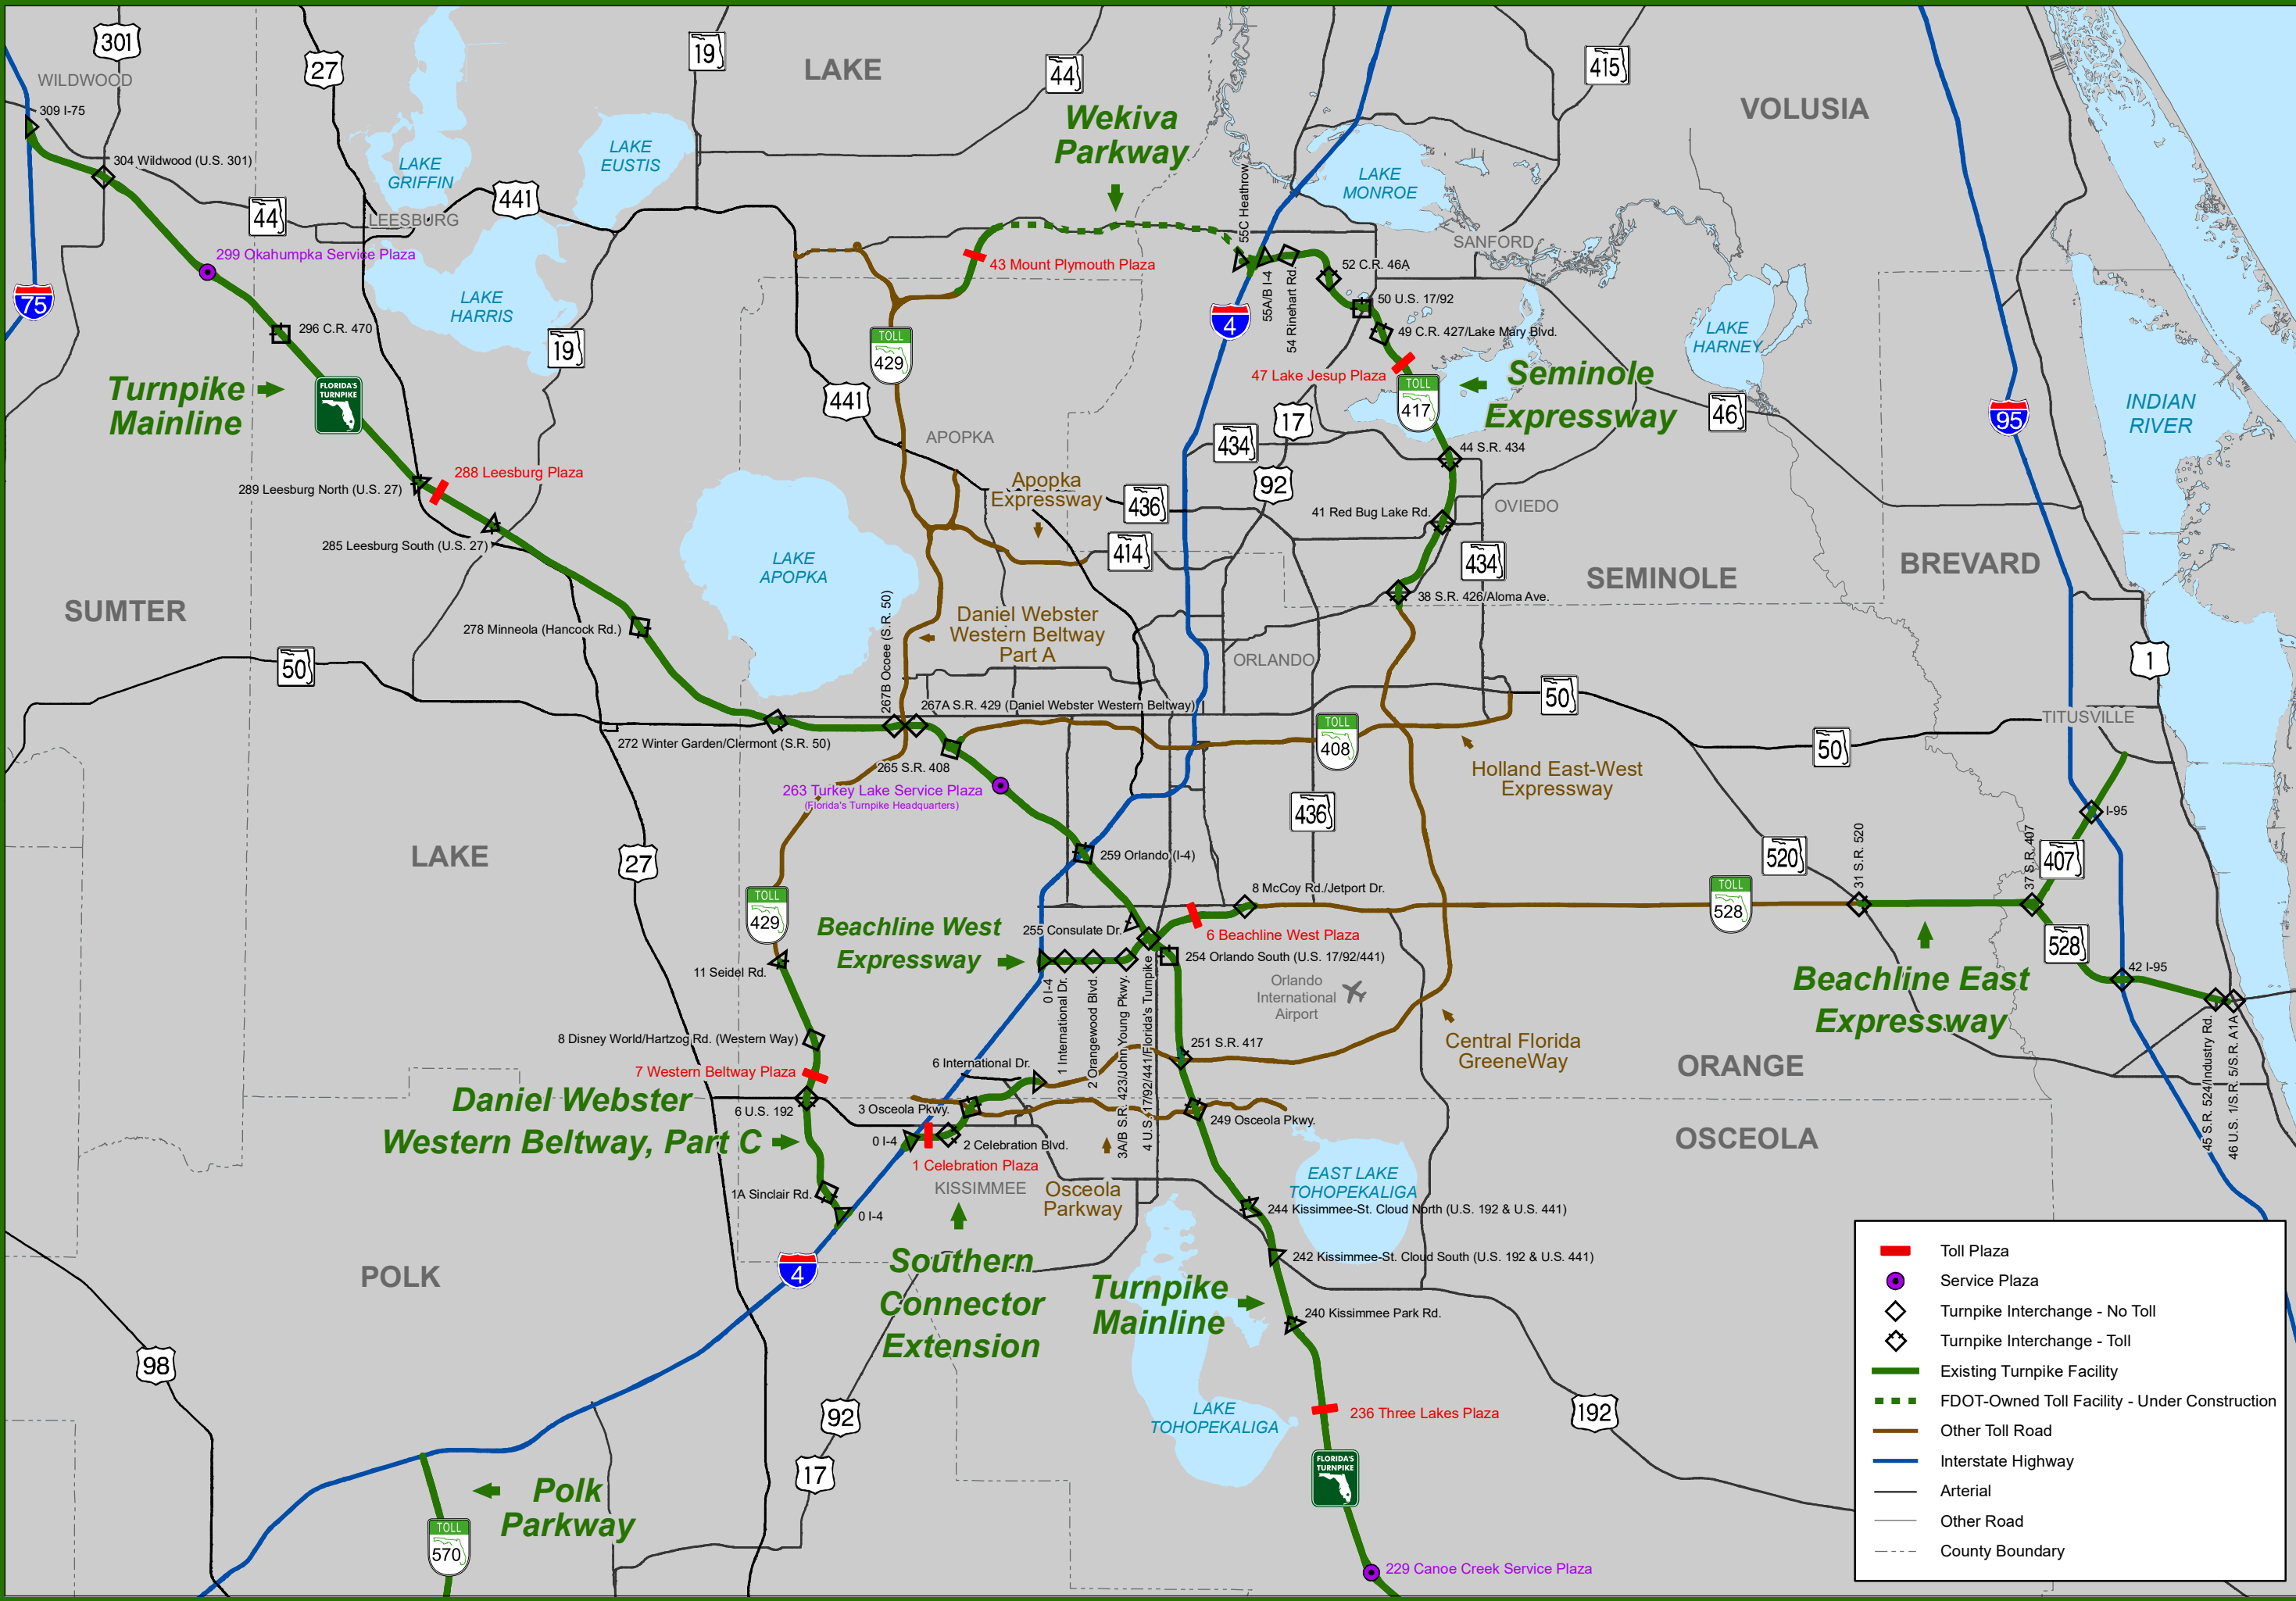 301
27
19
LAKE
44
415
VOLUSIA
WILDWOOD
309 I-75
304 Wildwood (U.S. 301)
Wekiva
Parkway
LAKE
GRIFFIN
LAKE
EUSTIS
LAKE
MONROE
44
LEESBURG
441
55C Heathrow
SANFORD
299 Okahumpka Service Plaza
43 Mount Plymouth Plaza
52 C.R. 46A
75
LAKE
HARRIS
55A/B I-4
54 Rinehart Rd.
50 U.S. 17/92
296 C.R. 470
19
TOLL
429
4
49 C.R. 427/Lake Mary Blvd.
LAKE
HARNEY
47 Lake Jesup Plaza
Turnpike
Mainline
FLORIDA'S
TURNPIKE
441
TOLL
417
Seminole
Expressway
46
95
INDIAN
RIVER
17
434
APOPKA
44 S.R. 434
288 Leesburg Plaza
289 Leesburg North (U.S. 27)
92
Apopka
Expressway
436
OVIEDO
41 Red Bug Lake Rd.
285 Leesburg South (U.S. 27)
414
434
LAKE
APOPKA
BREVARD
SEMINOLE
38 S.R. 426/Aloma Ave.
SUMTER
278 Minneola (Hancock Rd.)
267B Ocoee (S.R. 50)
Daniel Webster
Western Beltway
Part A
50
ORLANDO
1
267A S.R. 429 (Daniel Webster Western Beltway)
50
TITUSVILLE
272 Winter Garden/Clermont (S.R. 50)
TOLL
408
50
265 S.R. 408
Holland East-West
Expressway
263 Turkey Lake Service Plaza
(Florida's Turnpike Headquarters)
436
I-95
LAKE
27
259 Orlando (I-4)
520
31 S.R. 520
37 S.R. 407
407
8 McCoy Rd./Jetport Dr.
TOLL
429
TOLL
528
Beachline West
Expressway
255 Consulate Dr.
6 Beachline West Plaza
528
254 Orlando South (U.S. 17/92/441)
11 Seidel Rd.
42 I-95
Beachline East
Expressway
0 I-4
1 International Dr.
2 Orangewood Blvd.
3A/B S.R. 423/John Young Pkwy.
4 U.S. 17/92/441/Florida's Turnpike
Orlando
International
Airport
8 Disney World/Hartzog Rd. (Western Way)
251 S.R. 417
Central Florida
GreeneWay
45 S.R. 524/Industry Rd.
46 U.S. 1/S.R. 5/S.R. A1A
6 International Dr.
7 Western Beltway Plaza
ORANGE
Daniel Webster
Western Beltway, Part C
6 U.S. 192
3 Osceola Pkwy.
249 Osceola Pkwy.
0 I-4
2 Celebration Blvd.
OSCEOLA
1 Celebration Plaza
EAST LAKE
TOHOPEKALIGA
1A Sinclair Rd.
KISSIMMEE
Osceola
Parkway
0 I-4
244 Kissimmee-St. Cloud North (U.S. 192 & U.S. 441)
242 Kissimmee-St. Cloud South (U.S. 192 & U.S. 441)
POLK
4
Southern
Connector
Extension
Turnpike
Mainline
240 Kissimmee Park Rd.
98
92
LAKE
TOHOPEKALIGA
236 Three Lakes Plaza
192
17
FLORIDA'S
TURNPIKE
Polk
Parkway
TOLL
570
229 Canoe Creek Service Plaza
Toll Plaza
Service Plaza
Turnpike Interchange - No Toll
Turnpike Interchange - Toll
Existing Turnpike Facility
FDOT-Owned Toll Facility - Under Construction
Other Toll Road
Interstate Highway
Arterial
Other Road
County Boundary